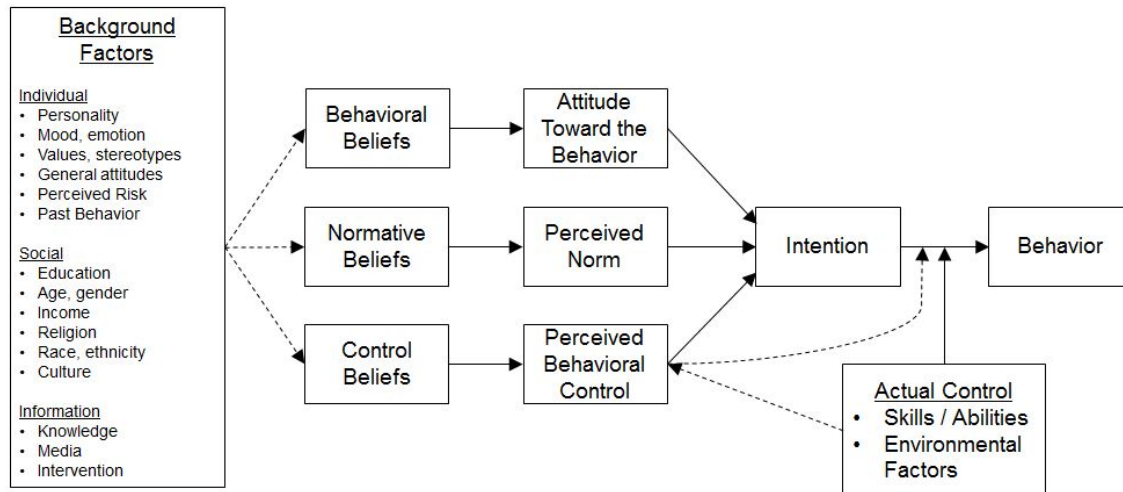 Background
Factors
Individual
• Personality
• Mood, emotion
• Values, stereotypes
• General attitudes
• Perceived Risk
• Past Behavior
Social
• Education
• Age, gender
• Income
• Religion
• Race, ethnicity
• Culture
Information
• Knowledge
• Media
• Intervention
Behavioral
Beliefs
Attitude
Toward the
Behavior
Normative
Beliefs
Perceived
Norm
Intention
Behavior
Control
Beliefs
Perceived
Behavioral
Control
Actual Control
• Skills / Abilities
• Environmental
Factors